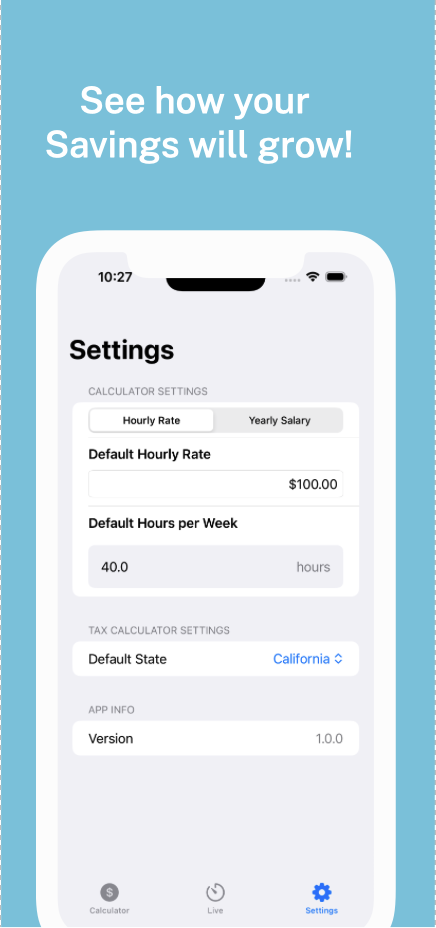 See how your
Savings will grow!
10:27
Settings
CALCULATOR SETTINGS
Hourly Rate Yearly Salary
Default Hourly Rate
$100.00
Default Hours per Week
40.0 hours
TAX CALCULATOR SETTINGS
Default State California
APP INFO
Version 1.0.0
$
Calculator Live Settings